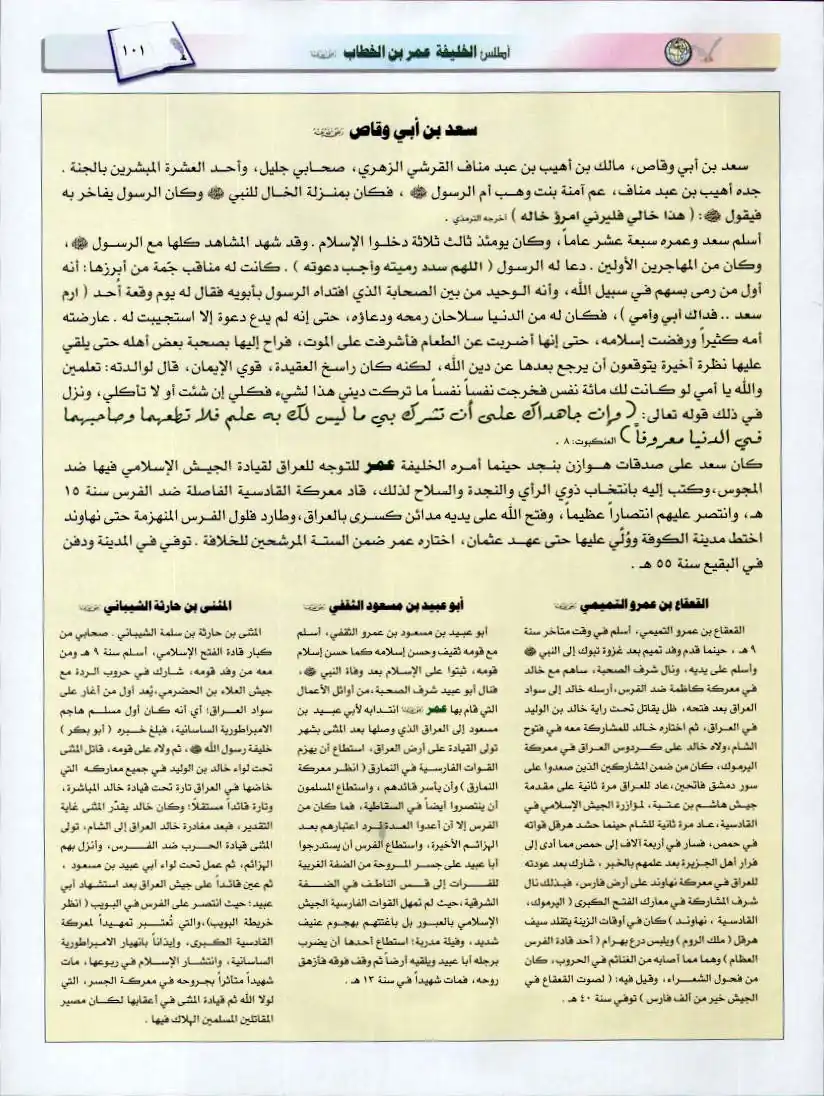 أطلس الخليفة عمر بن الخطاب
١٠١
سعد بن أبي وقاص
سعد بن أبي وقاص، مالك بن أهيب بن عبد مناف القرشي الزهري، صحابي جليل، وأحد العشرة المبشرين بالجنة .
جده أهيب بن عبد مناف، عم آمنة بنت وهب أم الرسول ﷺ ، فكان بمنزلة الخال للنبي ﷺ وكان الرسول يفاخر به
فيقول ﷺ: ( هذا خالي فليرني امرؤ خاله ) أخرجه الترمذي .
أسلم سعد وعمره سبعة عشر عاماً، وكان يومئذ ثالث ثلاثة دخلوا الإسلام . وقد شهد المشاهد كلها مع الرسول ﷺ ،
وكان من المهاجرين الأولين . دعا له الرسول ( اللهم سدد رميته وأجب دعوته ) . كانت له مناقب جّمة من أبرزها: أنه
أول من رمى بسهم في سبيل الله، وأنه الوحيد من بين الصحابة الذي افتداه الرسول بأبويه فقال له يوم وقعة أُحد ( ارم
سعد .. فداك أبي وأمي ) ، فكان له من الدنيا سلاحان رمحه ودعاؤه، حتى إنه لم يدع دعوة إلا استجيبت له . عارضته
أمه كثيراً ورفضت إسلامه، حتى إنها أضربت عن الطعام فأشرفت على الموت، فراح إليها بصحبة بعض أهله حتى يلقي
عليها نظرة أخيرة يتوقعون أن يرجع بعدها عن دين الله، لكنه كان راسخ العقيدة، قوي الإيمان، قال لوالدته: تعلمين
والله يا أمي لو كانت لك مائة نفس فخرجت نفساً نفساً ما تركت ديني هذا لشيء فكلي إن شئت أو لا تأكلي، ونزل
في ذلك قوله تعالى: ( وإن جاهداك على أن تشرك بي ما ليس لك به علم فلا تطعهما وصاحبهما
في الدنيا معروفاً ) العنكبوت: ٨ .
كان سعد على صدقات هوازن بنجد حينما أمره الخليفة عمر للتوجه للعراق لقيادة الجيش الإسلامي فيها ضد
المجوس،وكتب إليه بانتخاب ذوي الرأي والنجدة والسلاح لذلك، قاد معركة القادسية الفاصلة ضد الفرس سنة ١٥
هـ، وانتصر عليهم انتصاراً عظيماً، وفتح الله على يديه مدائن كسرى بالعراق،وطارد فلول الفرس المنهزمة حتى نهاوند
اختط مدينة الكوفة ووُلّي عليها حتى عهد عثمان، اختاره عمر ضمن الستة المرشحين للخلافة . توفي في المدينة ودفن
في البقيع سنة ٥٥ هـ .
القعقاع بن عمرو التميمي
القعقاع بن عمرو التميمي، أسلم في وقت متأخر سنة
٩ هـ ، حينما قدم وفد تميم بعد غزوة تبوك إلى النبي ﷺ
وأسلم على يديه، ونال شرف الصحبة، ساهم مع خالد
في معركة كاظمة ضد الفرس،أرسله خالد إلى سواد
العراق بعد فتحه، ظل يقاتل تحت راية خالد بن الوليد
في العراق، ثم اختاره خالد للمشاركة معه في فتوح
الشام،ولاه خالد على كردوس العراق في معركة
اليرموك، كان من ضمن المشاركين الذين صعدوا على
سور دمشق فاتحين،عاد للعراق مرة ثانية على مقدمة
جيش هاشم بن عتبة، لمؤازرة الجيش الإسلامي في
القادسية،عاد مرة ثانية للشام حينما حشد هرقل قواته
في حمص، فسار في أربعة آلاف إلى حمص مما أدى إلى
فرار أهل الجزيرة بعد علمهم بالخبر ، شارك بعد عودته
للعراق في معركة نهاوند على أرض فارس، فبذلك نال
شرف المشاركة في معارك الفتح الكبرى ( اليرموك،
القادسية ، نهاوند ) كان في أوقات الزينة يتقلد سيف
هرقل ( ملك الروم ) ويلبس درع بهرام ( أحد قادة الفرس
العظام ) وهما مما أصابه من الغنائم في الحروب، كان
من فحول الشعراء، وقيل فيه: ( لصوت القعقاع في
الجيش خير من ألف فارس ) توفي سنة ٤٠ هـ .
أبو عبيد بن مسعود الثقفي
أبو عبيد بن مسعود بن عمرو الثقفي، أسلم
مع قومه ثقيف وحسن إسلامه كما حسن إسلام
قومه، ثبتوا على الإسلام بعد وفاة النبي ﷺ ،
فنال أبو عبيد شرف الصحبة،من أوائل الأعمال
التي قام بها عمر انتدابه لأبي عبيد بن
مسعود إلى العراق الذي وصلها بعد المثنى بشهر
تولى القيادة على أرض العراق، استطاع أن يهزم
القوات الفارسية في النمارق ( انظر معركة
النمارق ) وأن يأسر قائدهم ، واستطاع المسلمون
أن ينتصروا أيضاً في السقاطية، فما كان من
الفرس إلا أن أعدوا العدة لرد اعتبارهم بعد
الهزائم الأخيرة، واستطاع الفرس أن يستدرجوا
أبا عبيد على جسر المروحة من الضفة الغربية
للفرات إلى قس الناطف في الضفة
الشرقية،حيث لم تمهل القوات الفارسية الجيش
الإسلامي بالعبور بل باغتتهم بهجوم عنيف
شديد، وفيلة مدربة؛ استطاع أحدها أن يضرب
برجله أبا عبيد ويلقيه أرضاً ثم وقف فوقه فأزهق
روحه، فمات شهيداً في سنة ١٣ هـ .
المثنى بن حارثة الشيباني
المثنى بن حارثة بن سلمة الشيباني . صحابي من
كبار قادة الفتح الإسلامي، أسلم سنة ٩ هـ ومن
معه من وفد قومه، شارك في حروب الردة مع
جيش العلاء بن الحضرمي،يُعد أول من أغار على
سواد العراق؛ أي أنه كان أول مسلم هاجم
الامبراطورية الساسانية، فبلغ خبره ( أبو بكر )
خليفة رسول الله ﷺ ، ثم ولاه على قومه، قاتل المثنى
تحت لواء خالد بن الوليد في جميع معاركه التي
خاضها في العراق تارة تحت قيادة خالد المباشرة،
وتارة قائداً مستقلاً؛ وكان خالد يقدّر المثنى غاية
التقدير، فبعد مغادرة خالد العراق إلى الشام، تولى
المثنى قيادة الحرب ضد الفرس، وأنزل بهم
الهزائم، ثم عمل تحت لواء أبي عبيد بن مسعود ،
ثم عين قائداً على جيش العراق بعد استشهاد أبي
عبيد؛ حيث انتصر على الفرس في البويب ( انظر
خريطة البويب )،والتي تُعتبر تمهيداً لمعركة
القادسية الكبرى، وإيذاناً بانهيار الامبراطورية
الساسانية، وانتشار الإسلام في ربوعها، مات
شهيداً متأثراً بجروحه في معركة الجسر، التي
لولا الله ثم قيادة المثنى في أعقابها لكان مصير
المقاتلين المسلمين الهلاك فيها .